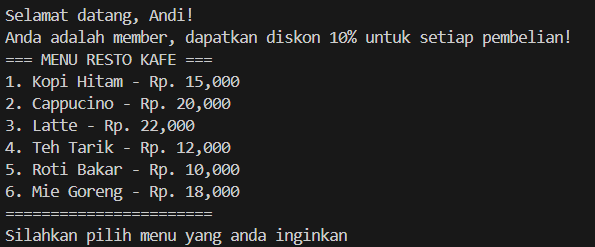 Selamat datang, Andi!
Anda adalah member, dapatkan diskon 10% untuk setiap pembelian!
=== MENU RESTO KAFE ===
1. Kopi Hitam - Rp. 15,000
2. Cappucino - Rp. 20,000
3. Latte - Rp. 22,000
4. Teh Tarik - Rp. 12,000
5. Roti Bakar - Rp. 10,000
6. Mie Goreng - Rp. 18,000
=======================
Silahkan pilih menu yang anda inginkan